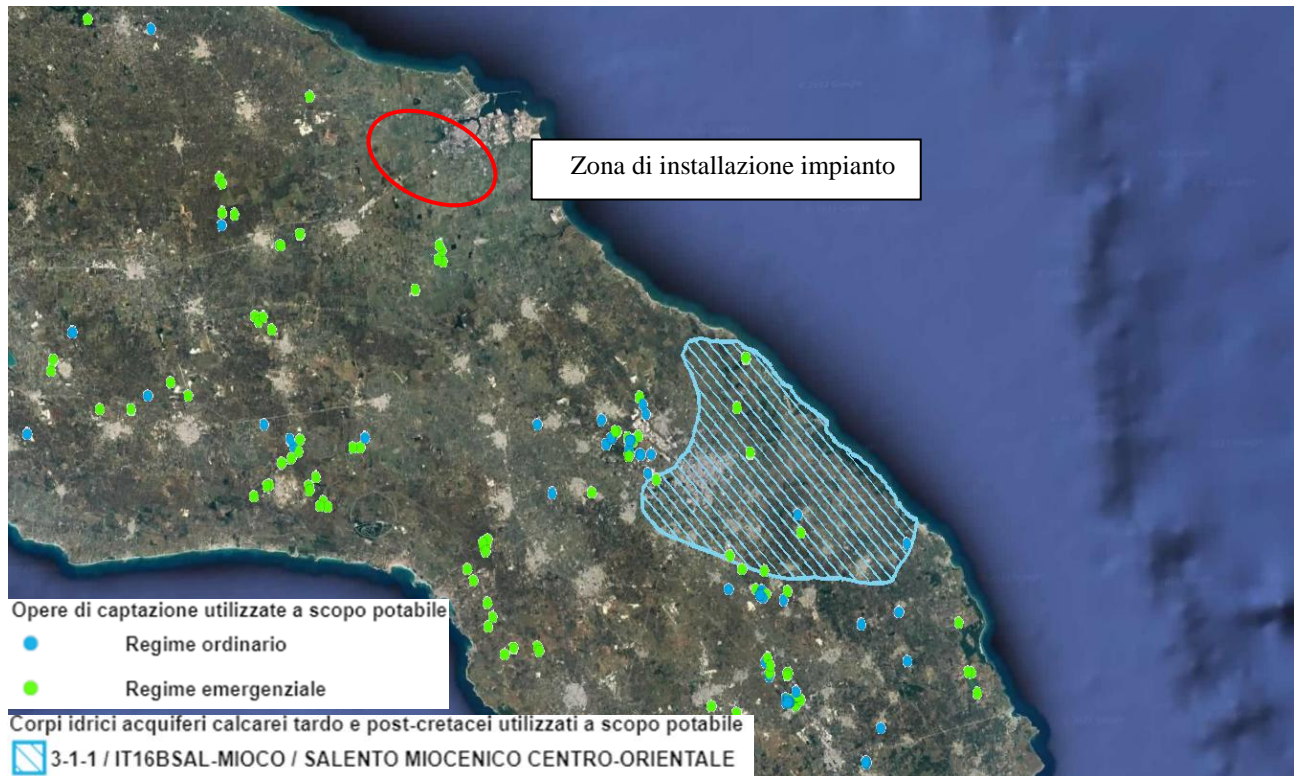 Zona di installazione impianto
Opere di captazione utilizzate a scopo potabile
Regime ordinario
Regime emergenziale
Corpi idrici acquiferi calcarei tardo e post-cretacei utilizzati a scopo potabile
3-1-1 / IT16BSAL-MIOCO / SALENTO MIOCENICO CENTRO-ORIENTALE